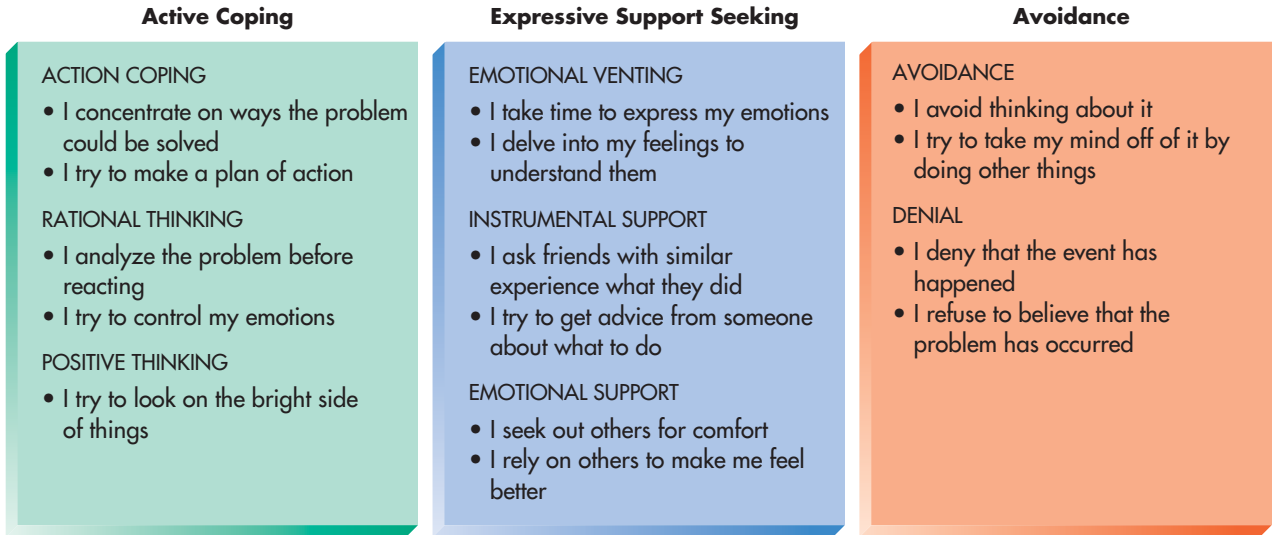 Active Coping
ACTION COPING
• I concentrate on ways the problem
could be solved
• I try to make a plan of action
RATIONAL THINKING
• I analyze the problem before
reacting
• I try to control my emotions
POSITIVE THINKING
• I try to look on the bright side
of things
Expressive Support Seeking
EMOTIONAL VENTING
• I take time to express my emotions
• I delve into my feelings to
understand them
INSTRUMENTAL SUPPORT
• I ask friends with similar
experience what they did
• I try to get advice from someone
about what to do
EMOTIONAL SUPPORT
• I seek out others for comfort
• I rely on others to make me feel
better
Avoidance
AVOIDANCE
• I avoid thinking about it
• I try to take my mind off of it by
doing other things
DENIAL
• I deny that the event has
happened
• I refuse to believe that the
problem has occurred